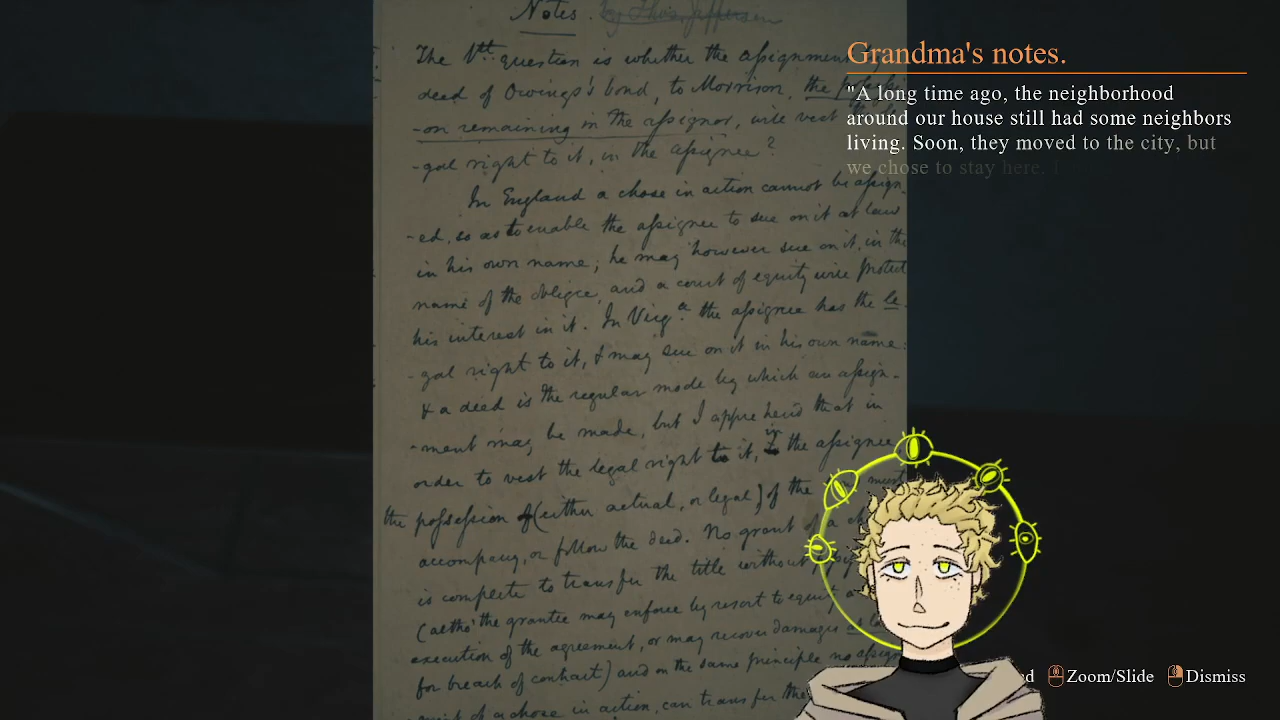 Notes. by Thos. Jefferson
The 1st. question is whether the assignment
deed of Owings's bond, to Morrison, the possessi
-on remaining in the assignor, will vest
-gal right to it, in the assignee?
In England a chose in action cannot be assign-
-ed, so as to enable the assignee to sue on it at law
in his own name; he may however sue on it, in the
name of the obligee, and a court of equity will protect
his interest in it. In Virga. the assignee has the le-
-gal right to it, & may sue on it in his own name:
& a deed is the regular mode by which an assign-
-ment may be made, but I apprehend that in
order to vest the legal right to it, in the assignee
the possession (either actual, or legal) of the must
accompany, or follow the deed. No grant of a
is complete to transfer the title without
(altho' the grantee may enforce by resort to equity
execution of the agreement, or may recover damages at
for breach of contract) and on the same principle no assign
of a chose in action, can transfer the
Grandma's notes.
"A long time ago, the neighborhood
around our house still had some neighbors
living. Soon, they moved to the city, but
we chose to stay here. I
Zoom/Slide Dismiss